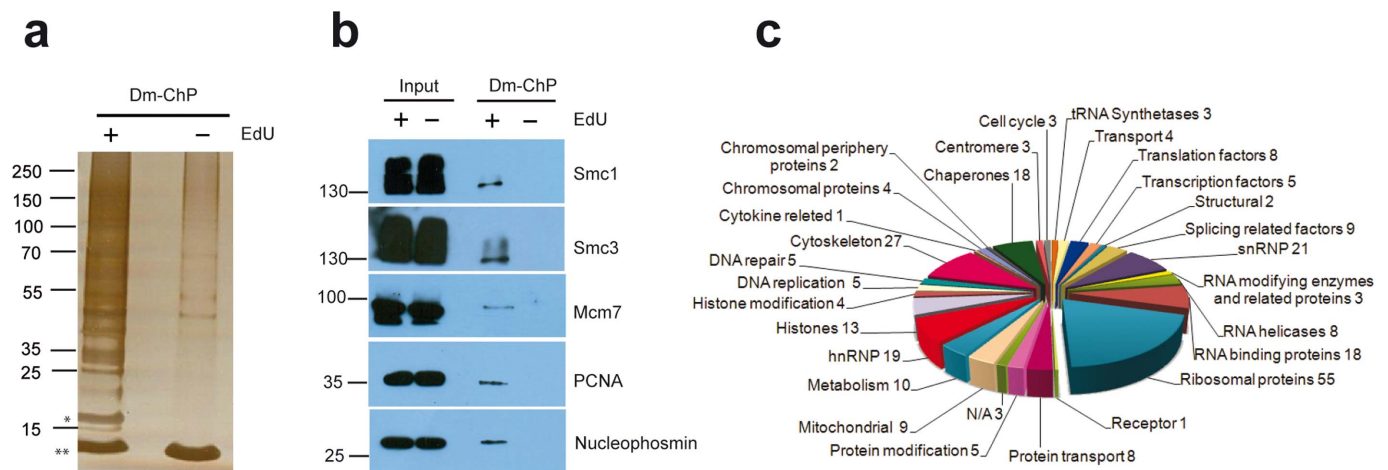 a
Dm-ChP
+ − EdU
250
150
100
70
55
35
25
*
15
**
b
Input Dm-ChP
+ − + − EdU
130 Smc1
130 Smc3
100
Mcm7
35 PCNA
25 Nucleophosmin
c
Cell cycle 3
tRNA Synthetases 3
Centromere 3
Transport 4
Chromosomal periphery
proteins 2
Translation factors 8
Chaperones 18
Transcription factors 5
Chromosomal proteins 4
Structural 2
Cytokine releted 1
Splicing related factors 9
Cytoskeleton 27
snRNP 21
DNA repair 5
RNA modifying enzymes
and related proteins 3
DNA replication 5
Histone modification 4
RNA helicases 8
Histones 13
RNA binding proteins 18
hnRNP 19
Ribosomal proteins 55
Metabolism 10
N/A 3
Receptor 1
Mitochondrial 9
Protein modification 5
Protein transport 8